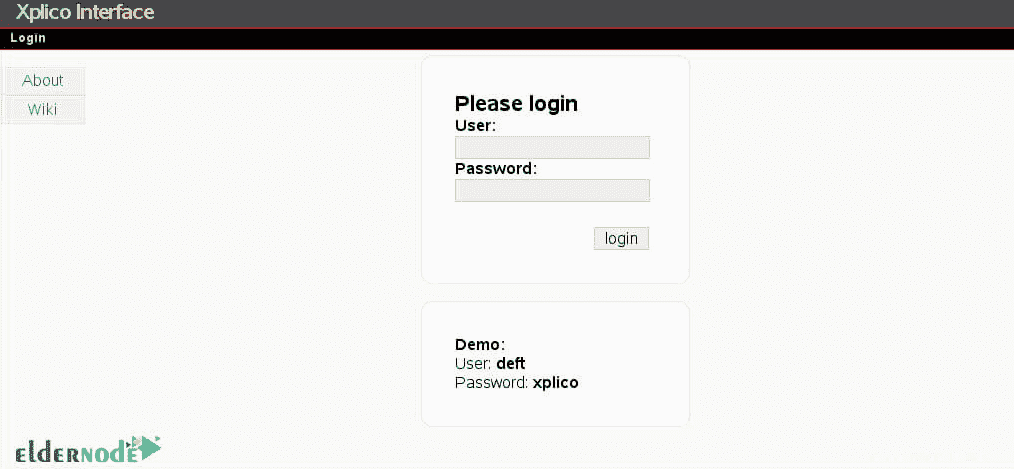 Xplico Interface
Login
About
Wiki
Please login
User:
Password:
login
Demo:
User: deft
Password: xplico
eldernode